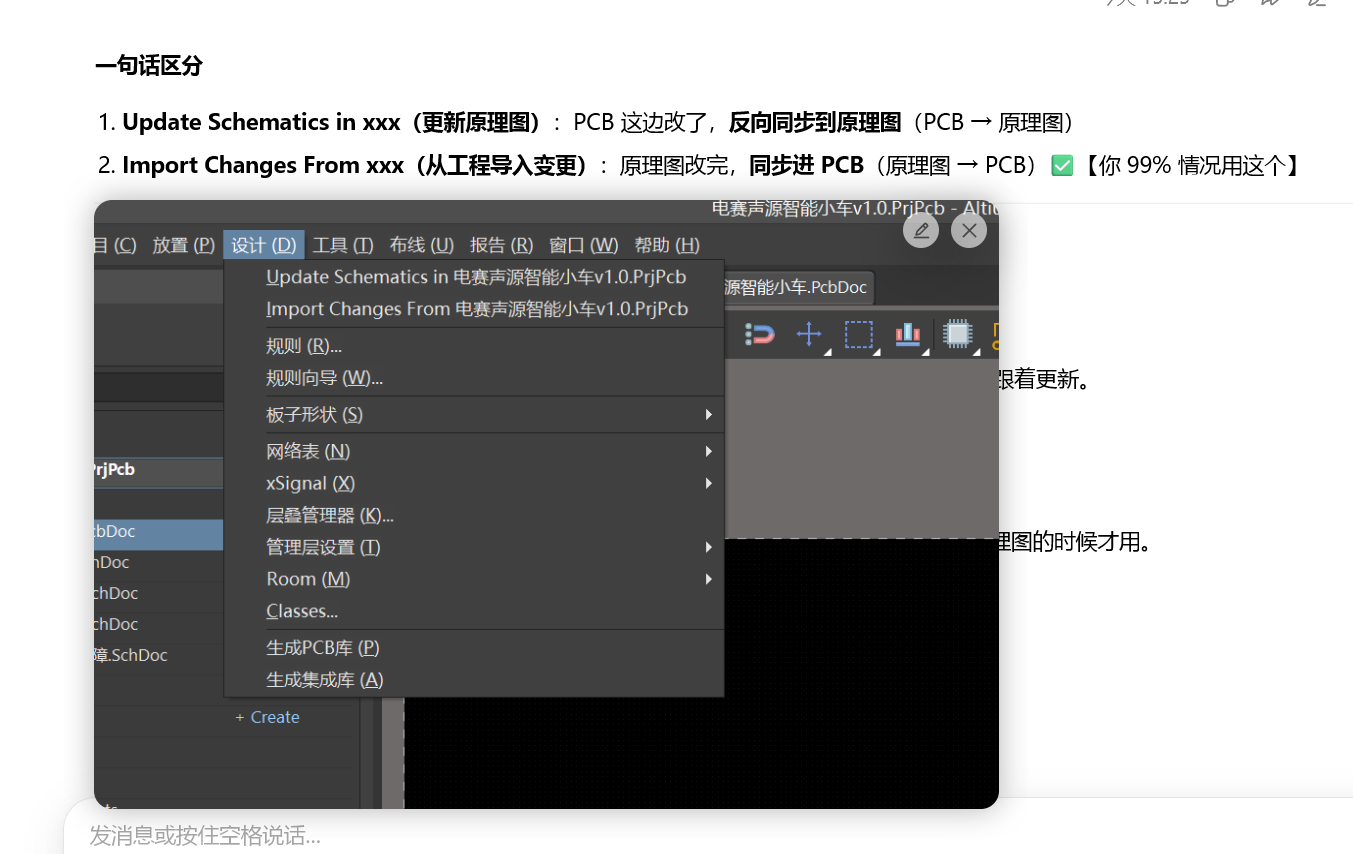 一句话区分
1. Update Schematics in xxx（更新原理图）：PCB 这边改了，反向同步到原理图（PCB → 原理图）
2. Import Changes From xxx（从工程导入变更）：原理图改完，同步进 PCB（原理图 → PCB）✅【你 99% 情况用这个】
电赛声源智能小车v1.0.PrjPcb - Altiu
目 (C) 放置 (P) 设计 (D) 工具 (T) 布线 (U) 报告 (R) 窗口 (W) 帮助 (H)
Update Schematics in 电赛声源智能小车v1.0.PrjPcb
源智能小车.PcbDoc
Import Changes From 电赛声源智能小车v1.0.PrjPcb
规则 (R)...
规则向导 (W)...
跟着更新。
板子形状 (S)
网络表 (N)
PrjPcb
xSignal (X)
层叠管理器 (K)...
cbDoc
管理层设置 (T)
理图的时候才用。
hDoc
Room (M)
chDoc
Classes...
chDoc
生成PCB库 (P)
障.SchDoc
生成集成库 (A)
+ Create
发消息或按住空格说话...